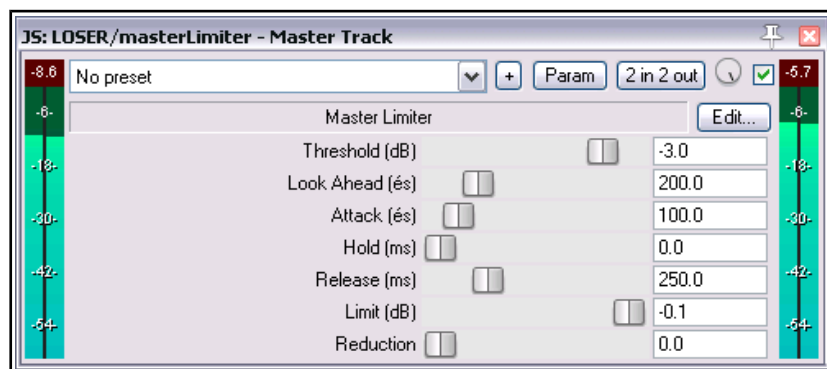 JS: LOSER/masterLimiter - Master Track
-8.6 No preset + Param 2 in 2 out -5.7
-6- Master Limiter Edit... -6-
Threshold (dB) -3.0
-18- -18-
Look Ahead (és) 200.0
Attack (és) 100.0
-30- -30-
Hold (ms) 0.0
-42- Release (ms) 250.0 -42-
Limit (dB) -0.1
-54- -54-
Reduction 0.0